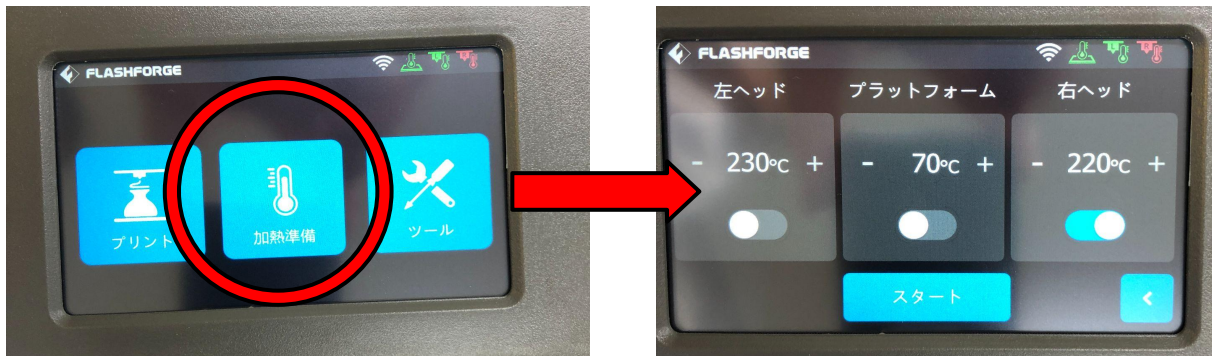 FLASHFORGE
プリント
加熱準備
ツール
FLASHFORGE
左ヘッド プラットフォーム 右ヘッド
- 230℃ + - 70℃ + - 220℃ +
スタート